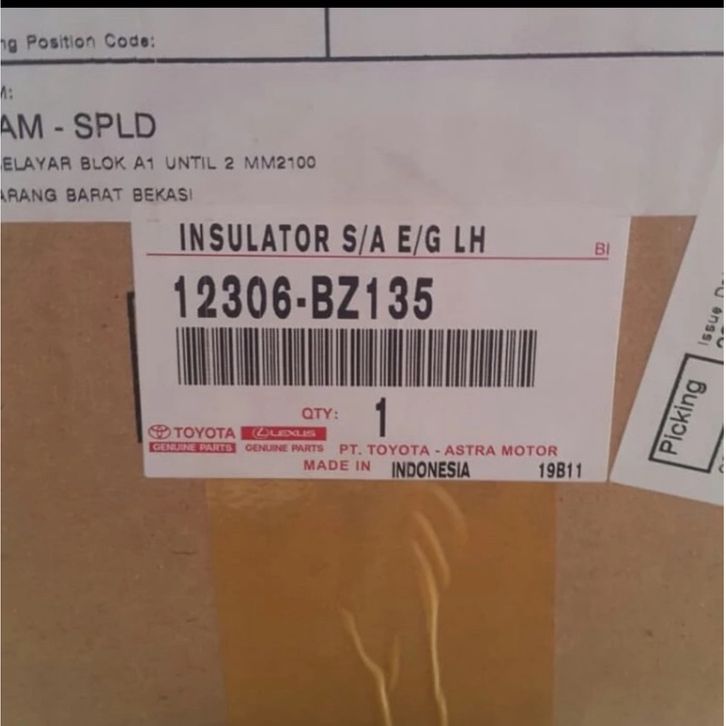 Position Code:
AM - SPLD
ELAYAR BLOK A1 UNTIL 2 MM2100
ARANG BARAT BEKASI
INSULATOR S/A E/G LH
BI
12306-BZ135
QTY: 1
TOYOTA LEXUS
GENUINE PARTS GENUINE PARTS PT. TOYOTA - ASTRA MOTOR
MADE IN INDONESIA 19B11
Issue
Picking